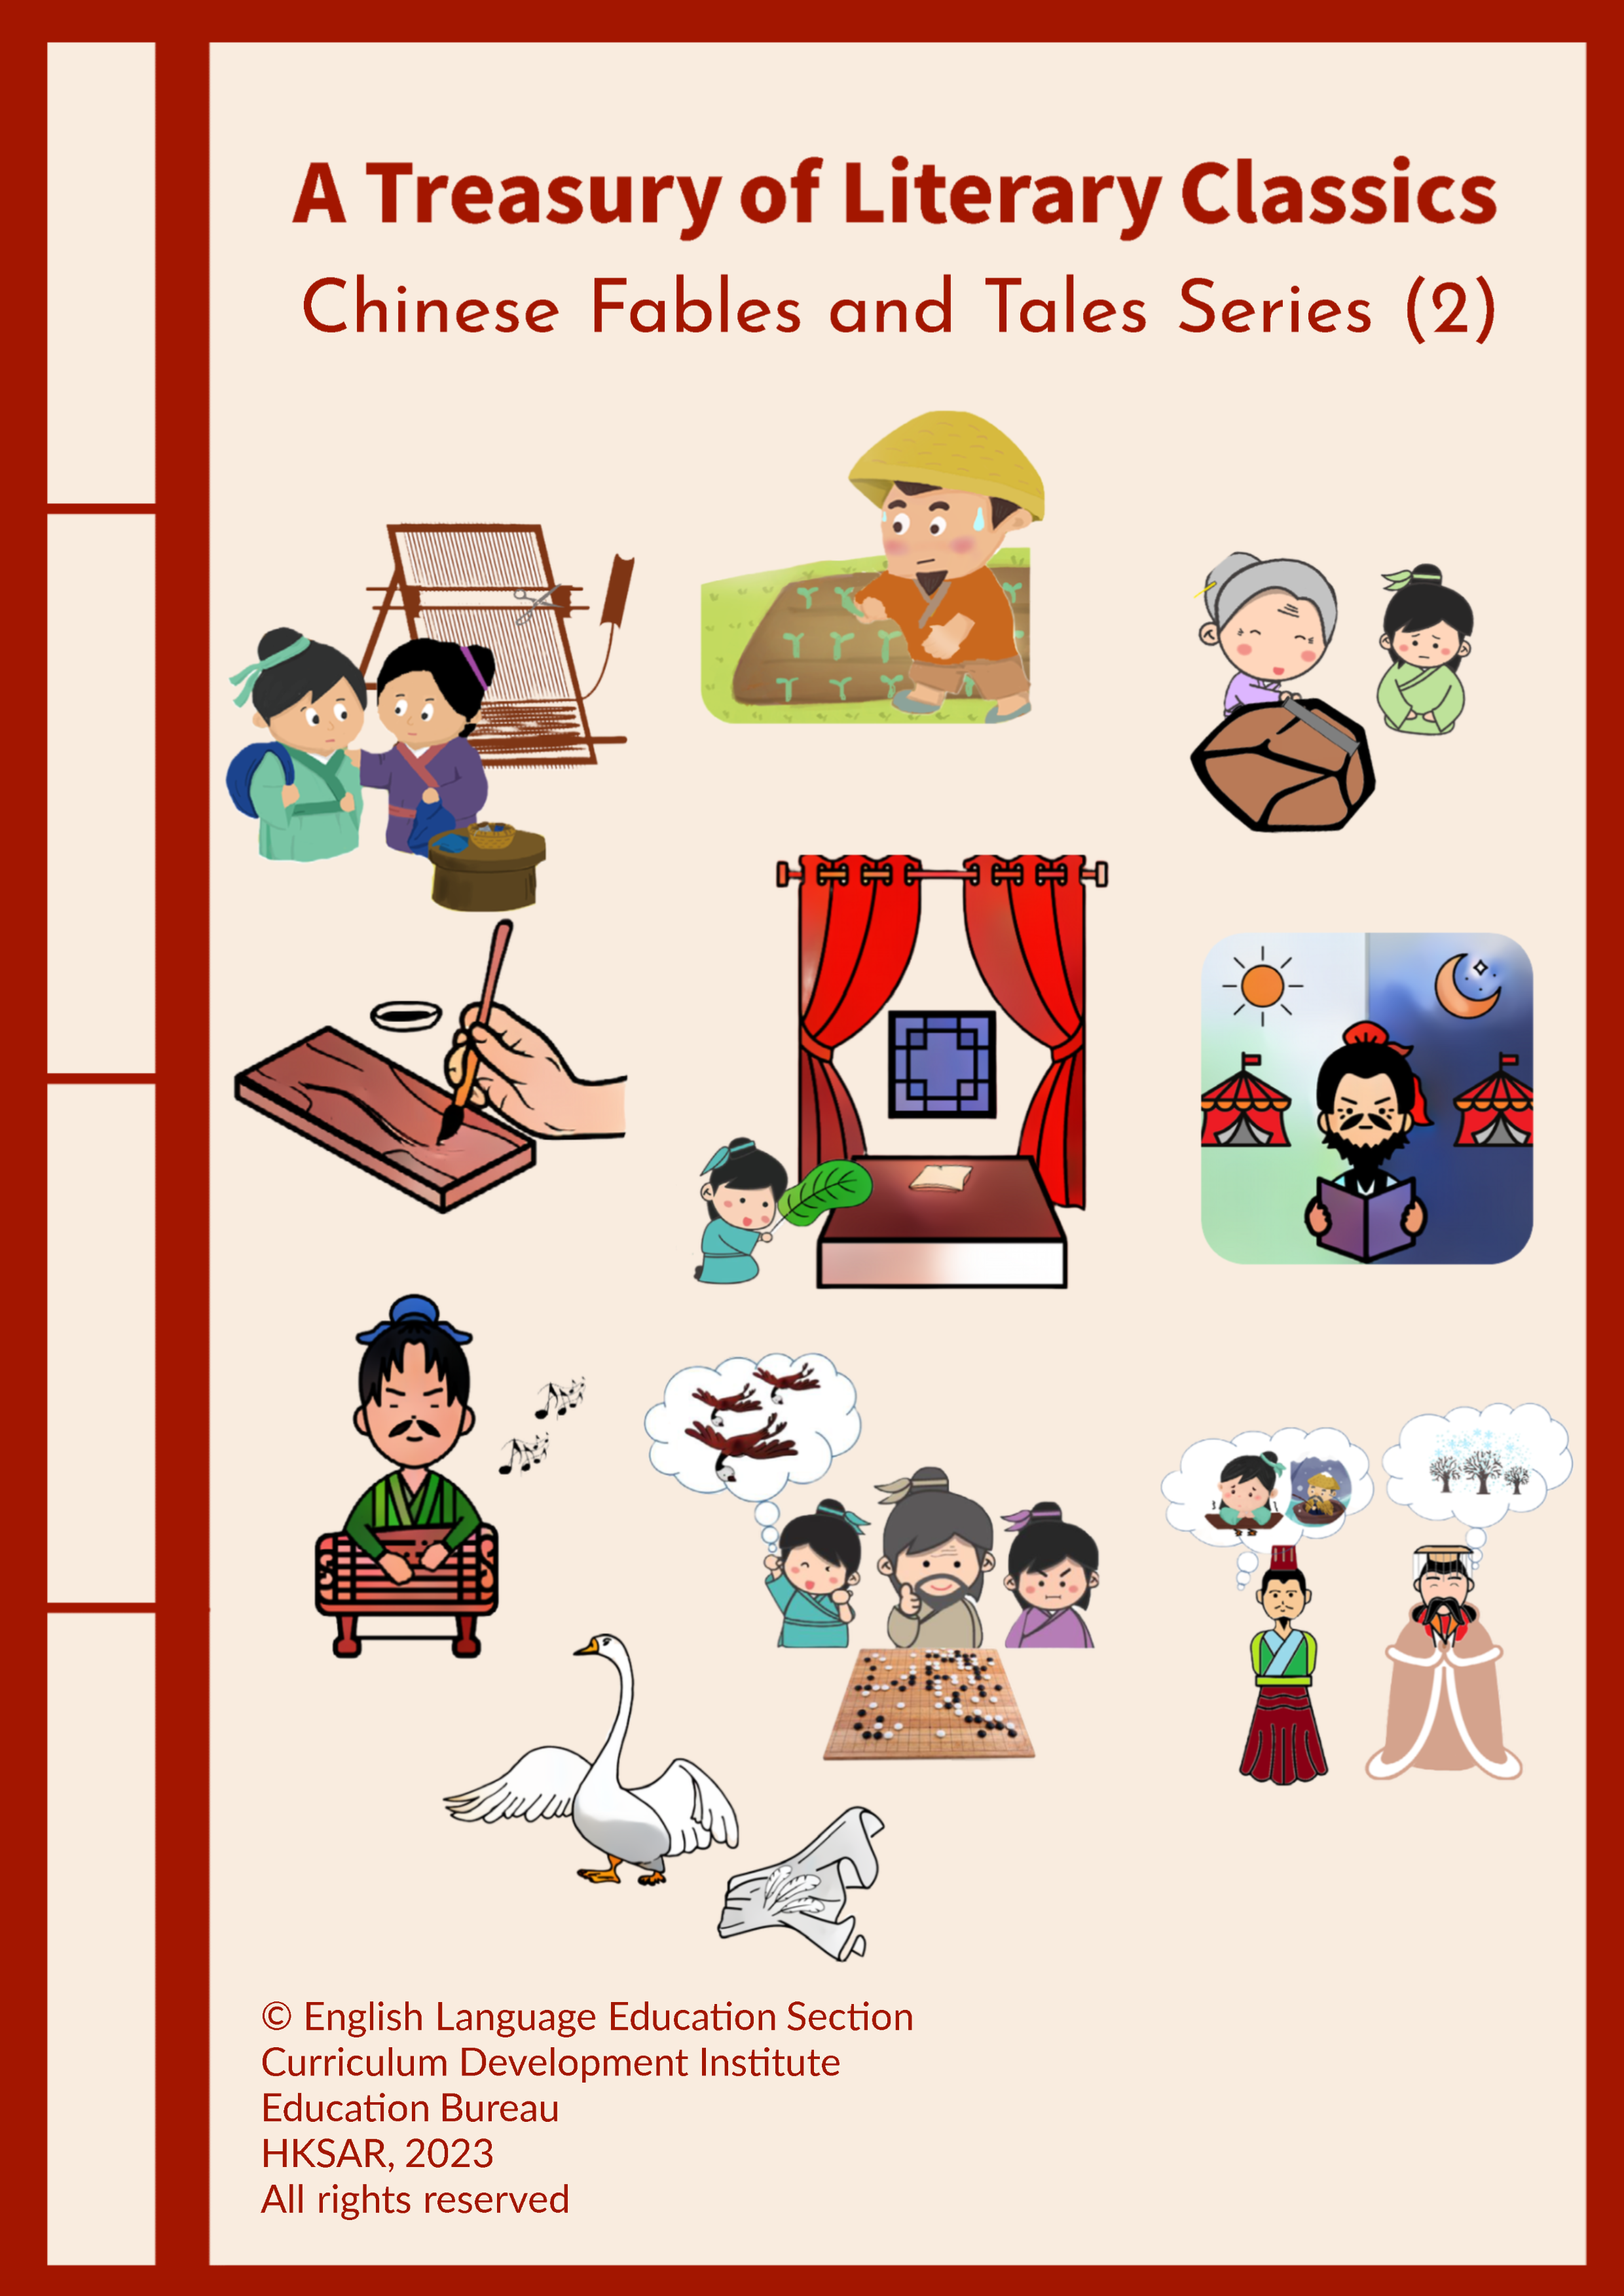 A Treasury of Literary Classics
Chinese Fables and Tales Series (2)
© English Language Education Section
Curriculum Development Institute
Education Bureau
HKSAR, 2023
All rights reserved